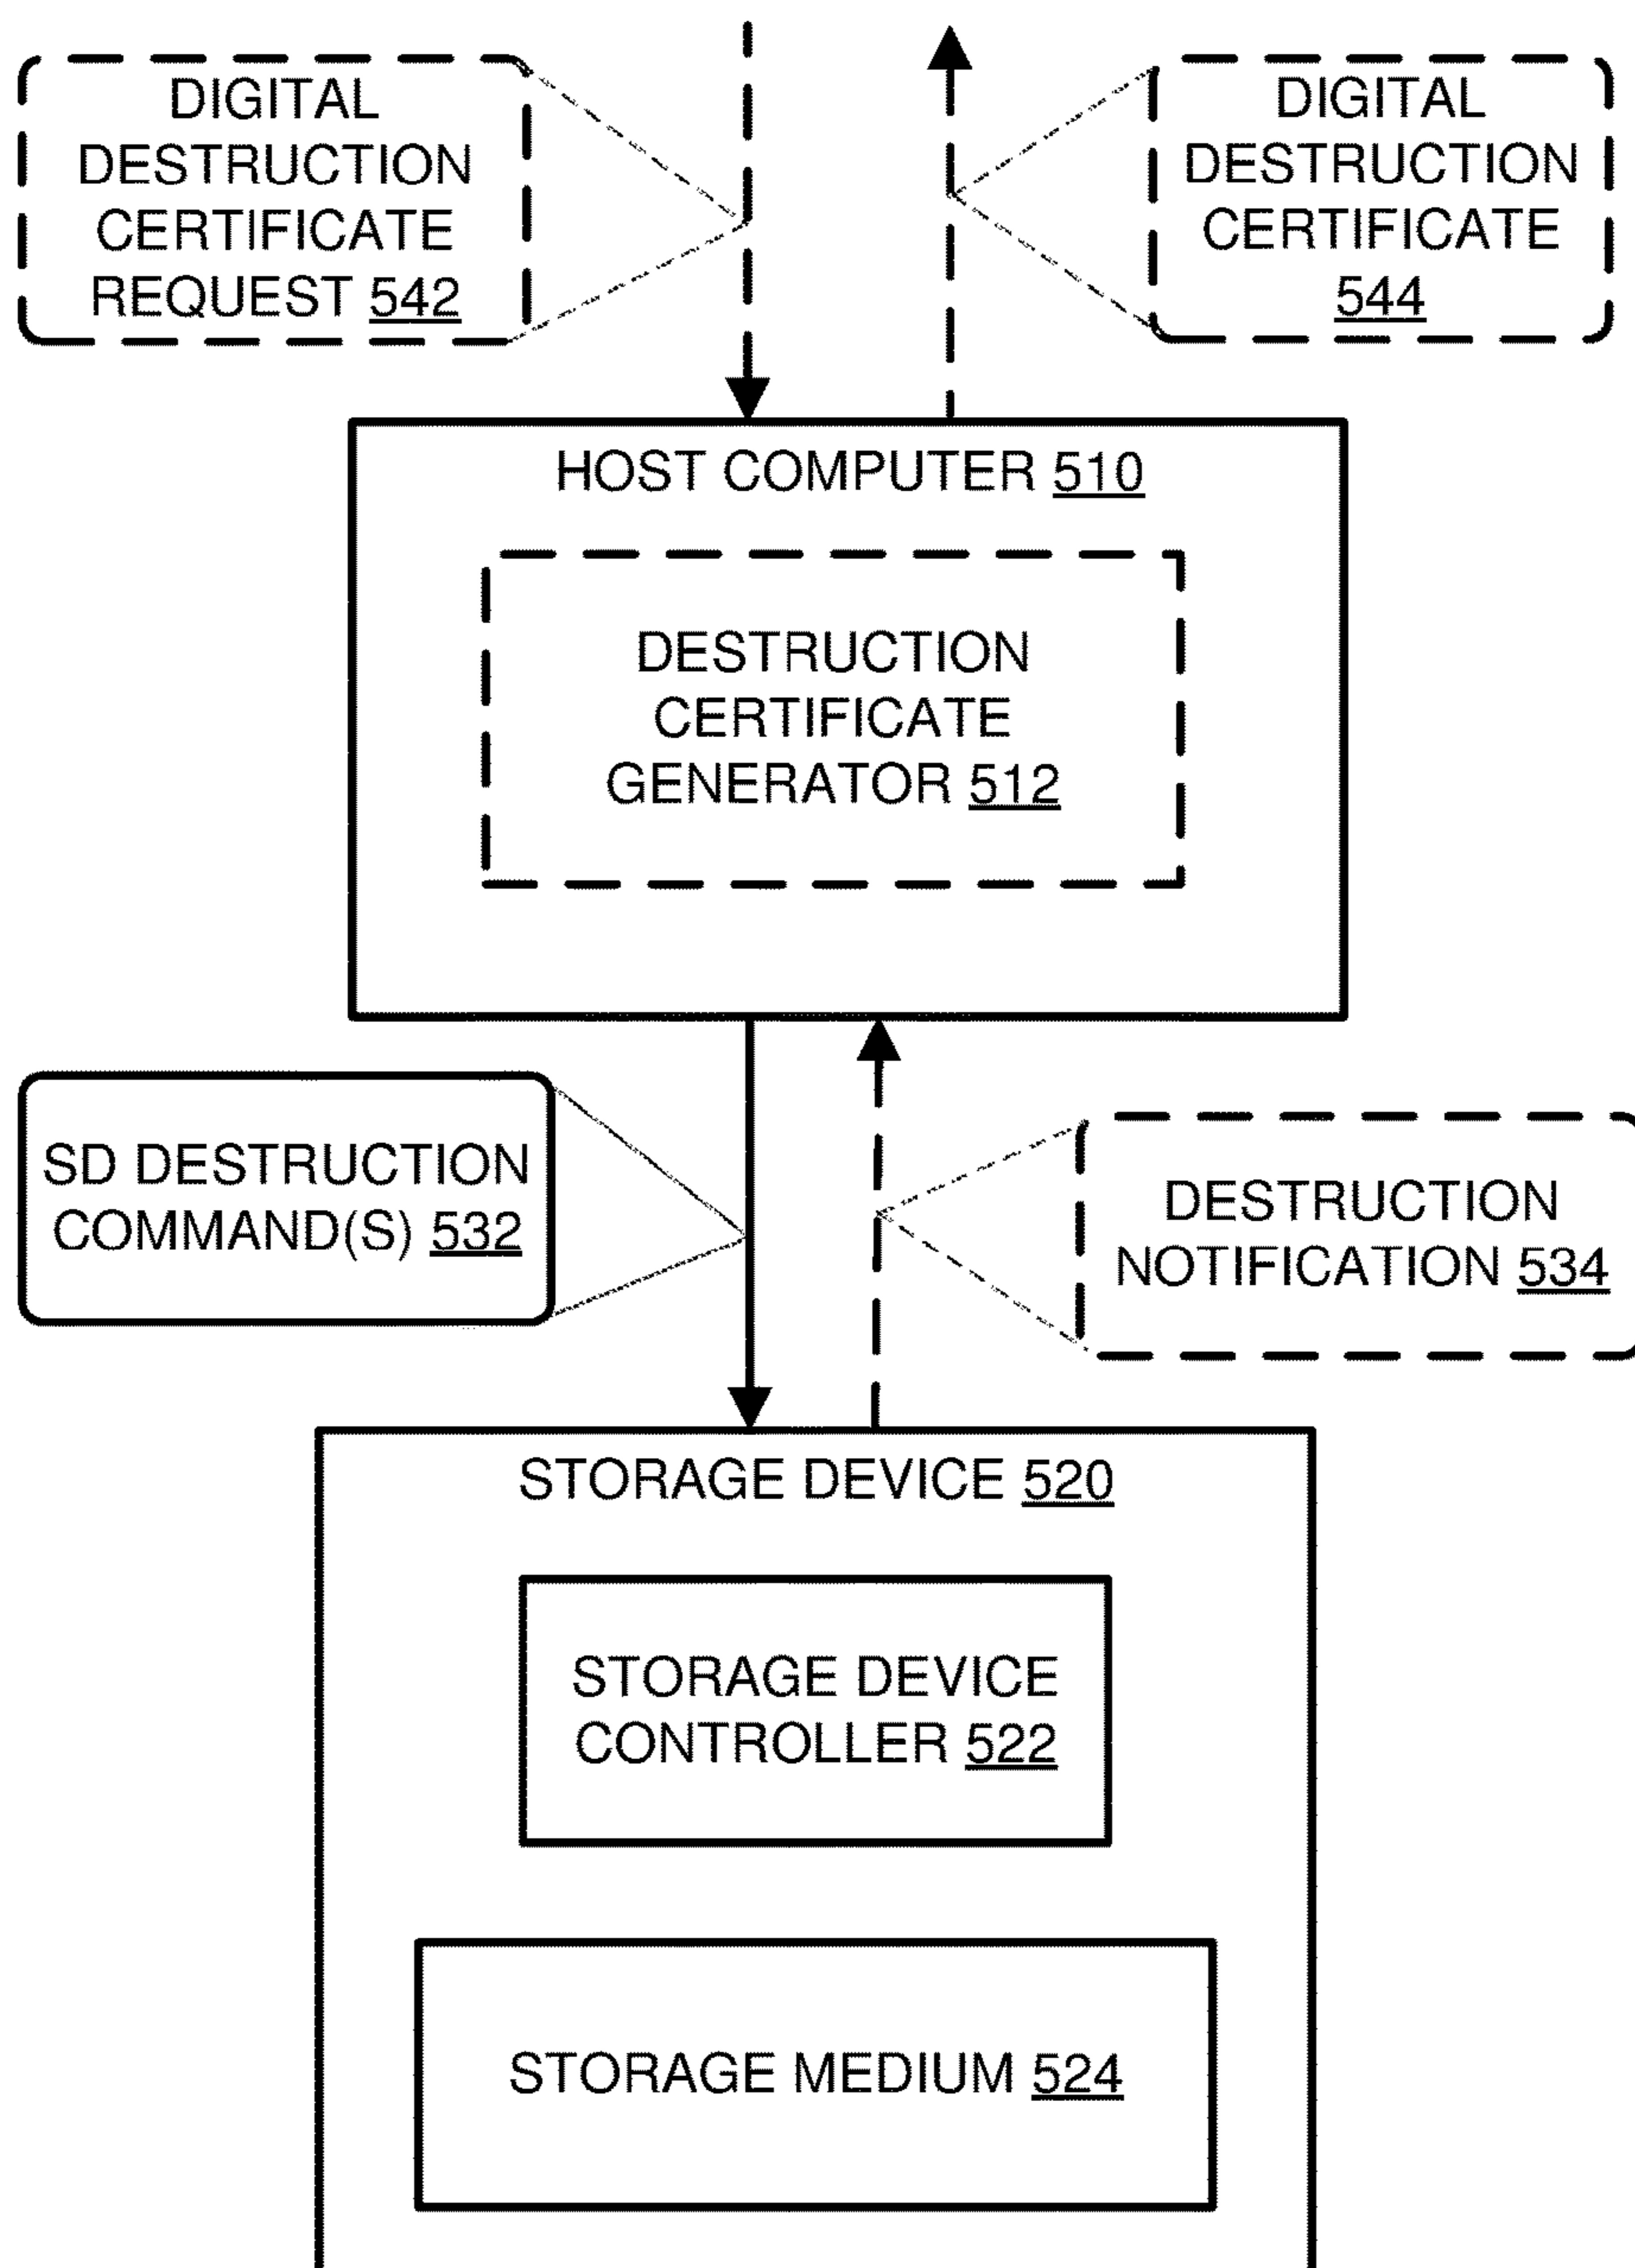 DIGITAL
DESTRUCTION
CERTIFICATE
REQUEST 542
DIGITAL
DESTRUCTION
CERTIFICATE
544
HOST COMPUTER 510
DESTRUCTION
CERTIFICATE
GENERATOR 512
SD DESTRUCTION
COMMAND(S) 532
DESTRUCTION
NOTIFICATION 534
STORAGE DEVICE 520
STORAGE DEVICE
CONTROLLER 522
STORAGE MEDIUM 524